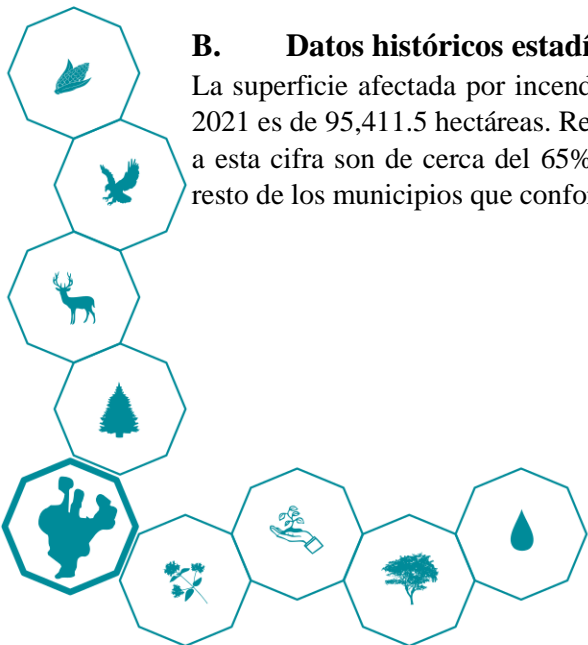 B. Datos históricos estadí
La superficie afectada por incend
2021 es de 95,411.5 hectáreas. Re
a esta cifra son de cerca del 65%
resto de los municipios que confor